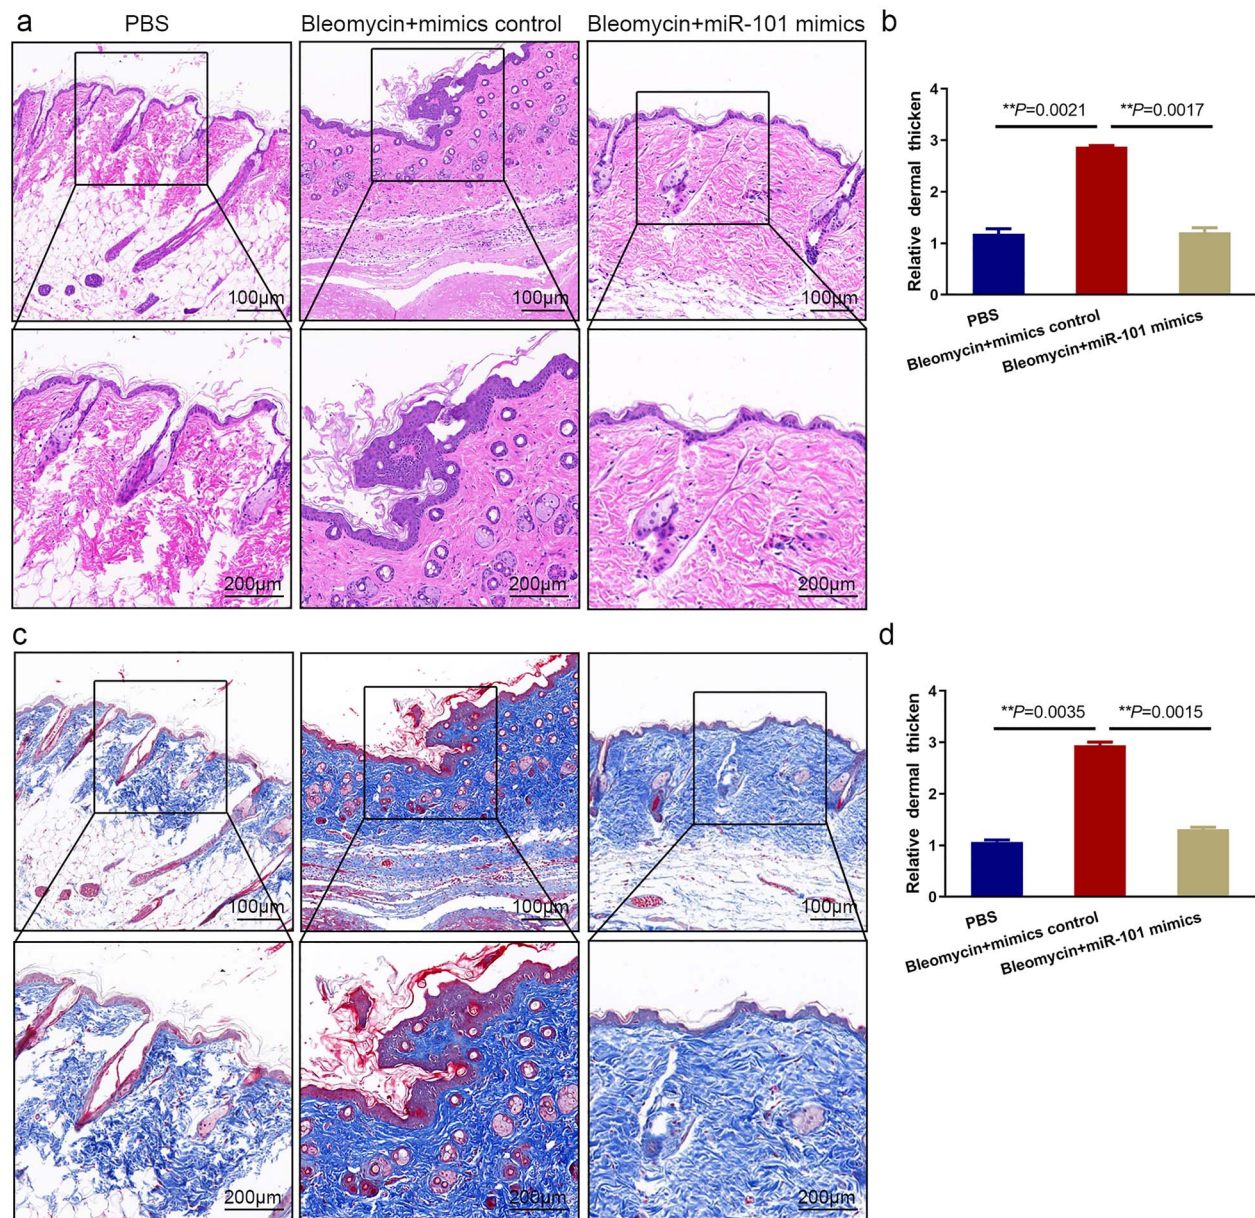 a
PBS
Bleomycin+mimics control
Bleomycin+miR-101 mimics
100μm
100μm
100μm
200μm
200μm
200μm
b
Relative dermal thicken
4
3
2
1
0
**P=0.0021
**P=0.0017
PBS
Bleomycin+mimics control
Bleomycin+miR-101 mimics
c
100μm
100μm
100μm
200μm
200μm
200μm
d
Relative dermal thicken
4
3
2
1
0
**P=0.0035
**P=0.0015
PBS
Bleomycin+mimics control
Bleomycin+miR-101 mimics